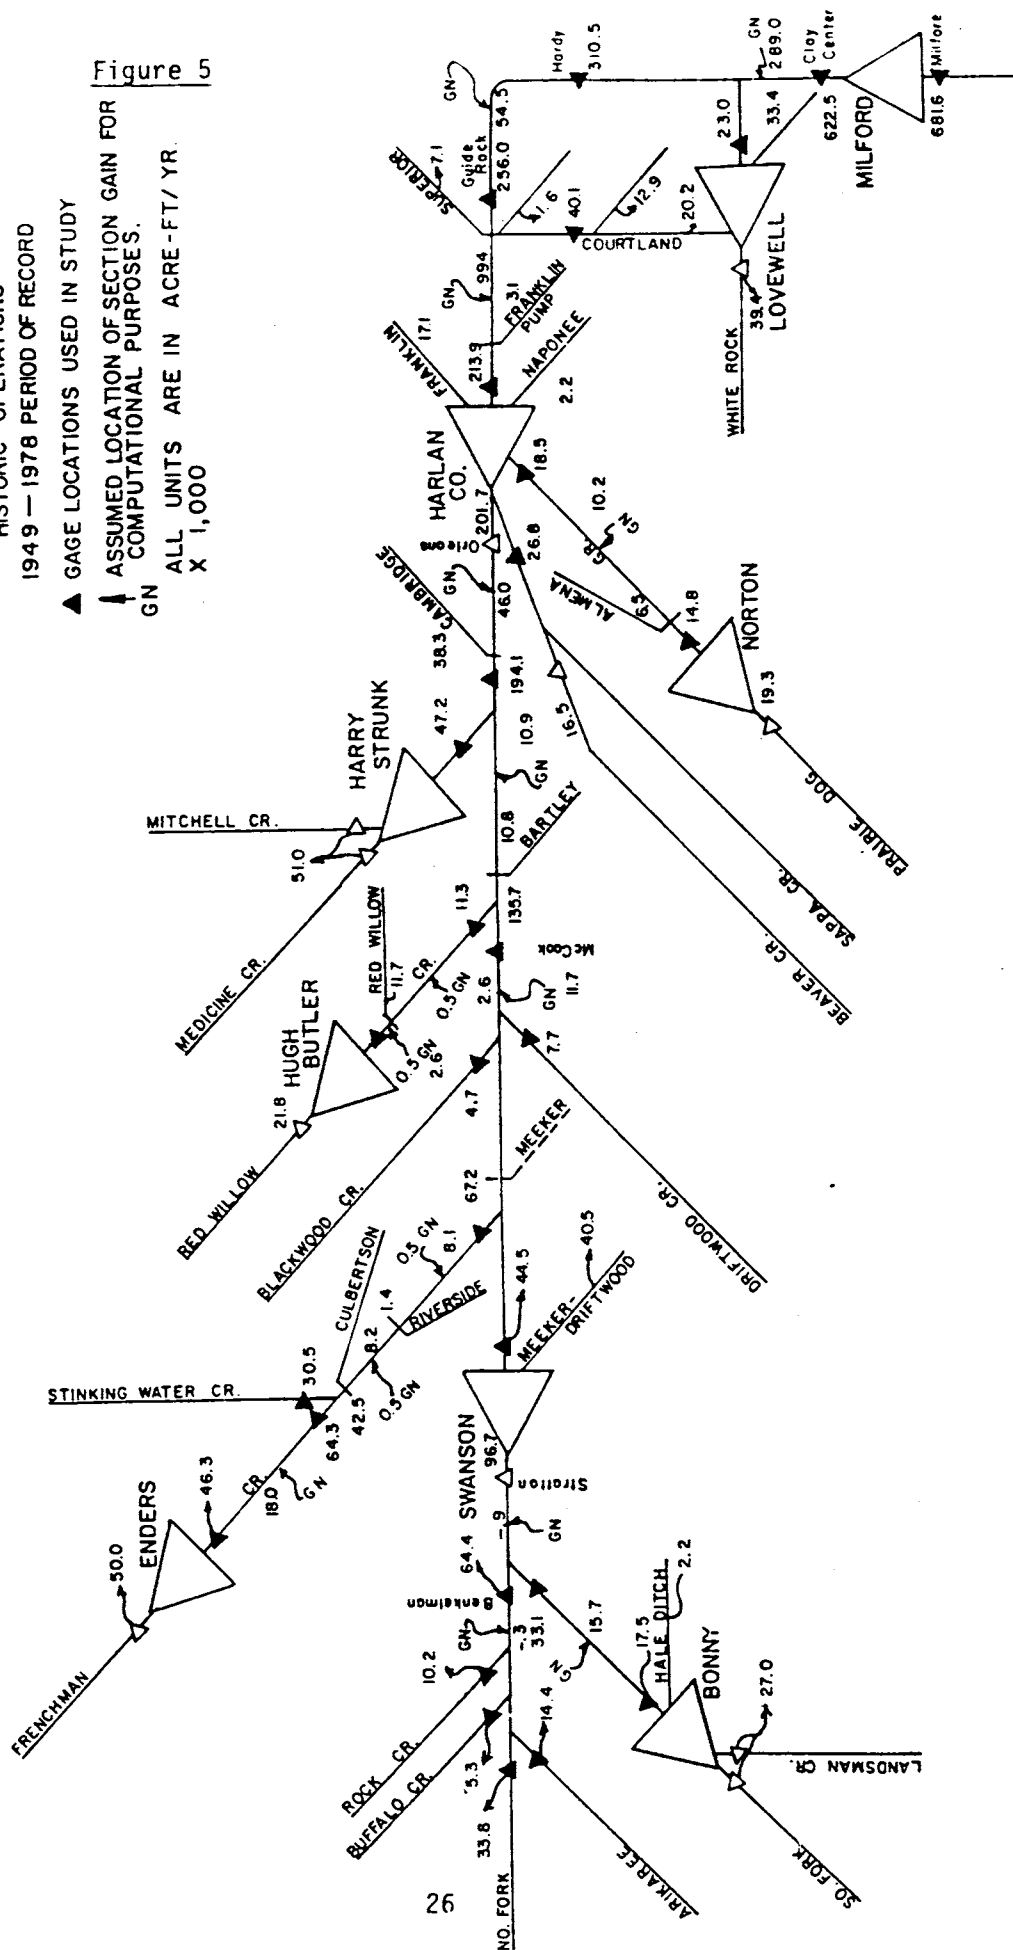 Figure 5
HISTORIC OPERATIONS
1949 — 1978 PERIOD OF RECORD
GAGE LOCATIONS USED IN STUDY
GN ASSUMED LOCATION OF SECTION GAIN FOR
COMPUTATIONAL PURPOSES.
ALL UNITS ARE IN ACRE-FT/YR.
X 1,000
FRENCHMAN
50.0
ENDERS
46.3
CR.
18.0
GN
64.3
STINKING WATER CR.
30.5
42.5
CULBERTSON
0.5 GN
8.2
1.4
RIVERSIDE
0.5 GN
8.1
67.2
MEEKER
NO. FORK
33.8
ARIKAREE
14.4
BUFFALO CR.
5.3
ROCK CR.
10.2
GN
-.3
33.1
Benkelman
64.4
SO. FORK
LANDSMAN CR.
27.0
BONNY
HALE DITCH
2.2
17.5
GN
15.7
GN
-.9
Stratton
96.7
SWANSON
MEEKER-
DRIFTWOOD
40.5
44.5
BLACKWOOD CR.
4.7
DRIFTWOOD CR.
7.7
GN
11.7
2.6
McCook
135.7
RED WILLOW
21.8
HUGH
BUTLER
0.5 GN
2.6
RED WILLOW
11.7
CR.
0.5 GN
11.3
BARTLEY
10.8
GN
10.9
MEDICINE CR.
MITCHELL CR.
51.0
HARRY
STRUNK
47.2
194.1
CAMBRIDGE
38.3
46.0
GN
Orleans
201.7
BEAVER CR.
16.5
SAPPA CR.
26.8
PRAIRIE DOG
19.3
NORTON
14.8
ALMENA
6.5
CR.
GN
10.2
18.5
HARLAN
CO.
FRANKLIN
17.1
NAPONEE
2.2
213.9
FRANKLIN
PUMP
3.1
GN
99.4
SUPERIOR
7.1
COURTLAND
1.6
40.1
12.9
20.2
Guide
Rock
256.0
54.5
GN
Hardy
310.5
WHITE ROCK
39.4
LOVEWELL
23.0
33.4
GN
289.0
Clay
Center
622.5
MILFORD
Milford
681.6
26